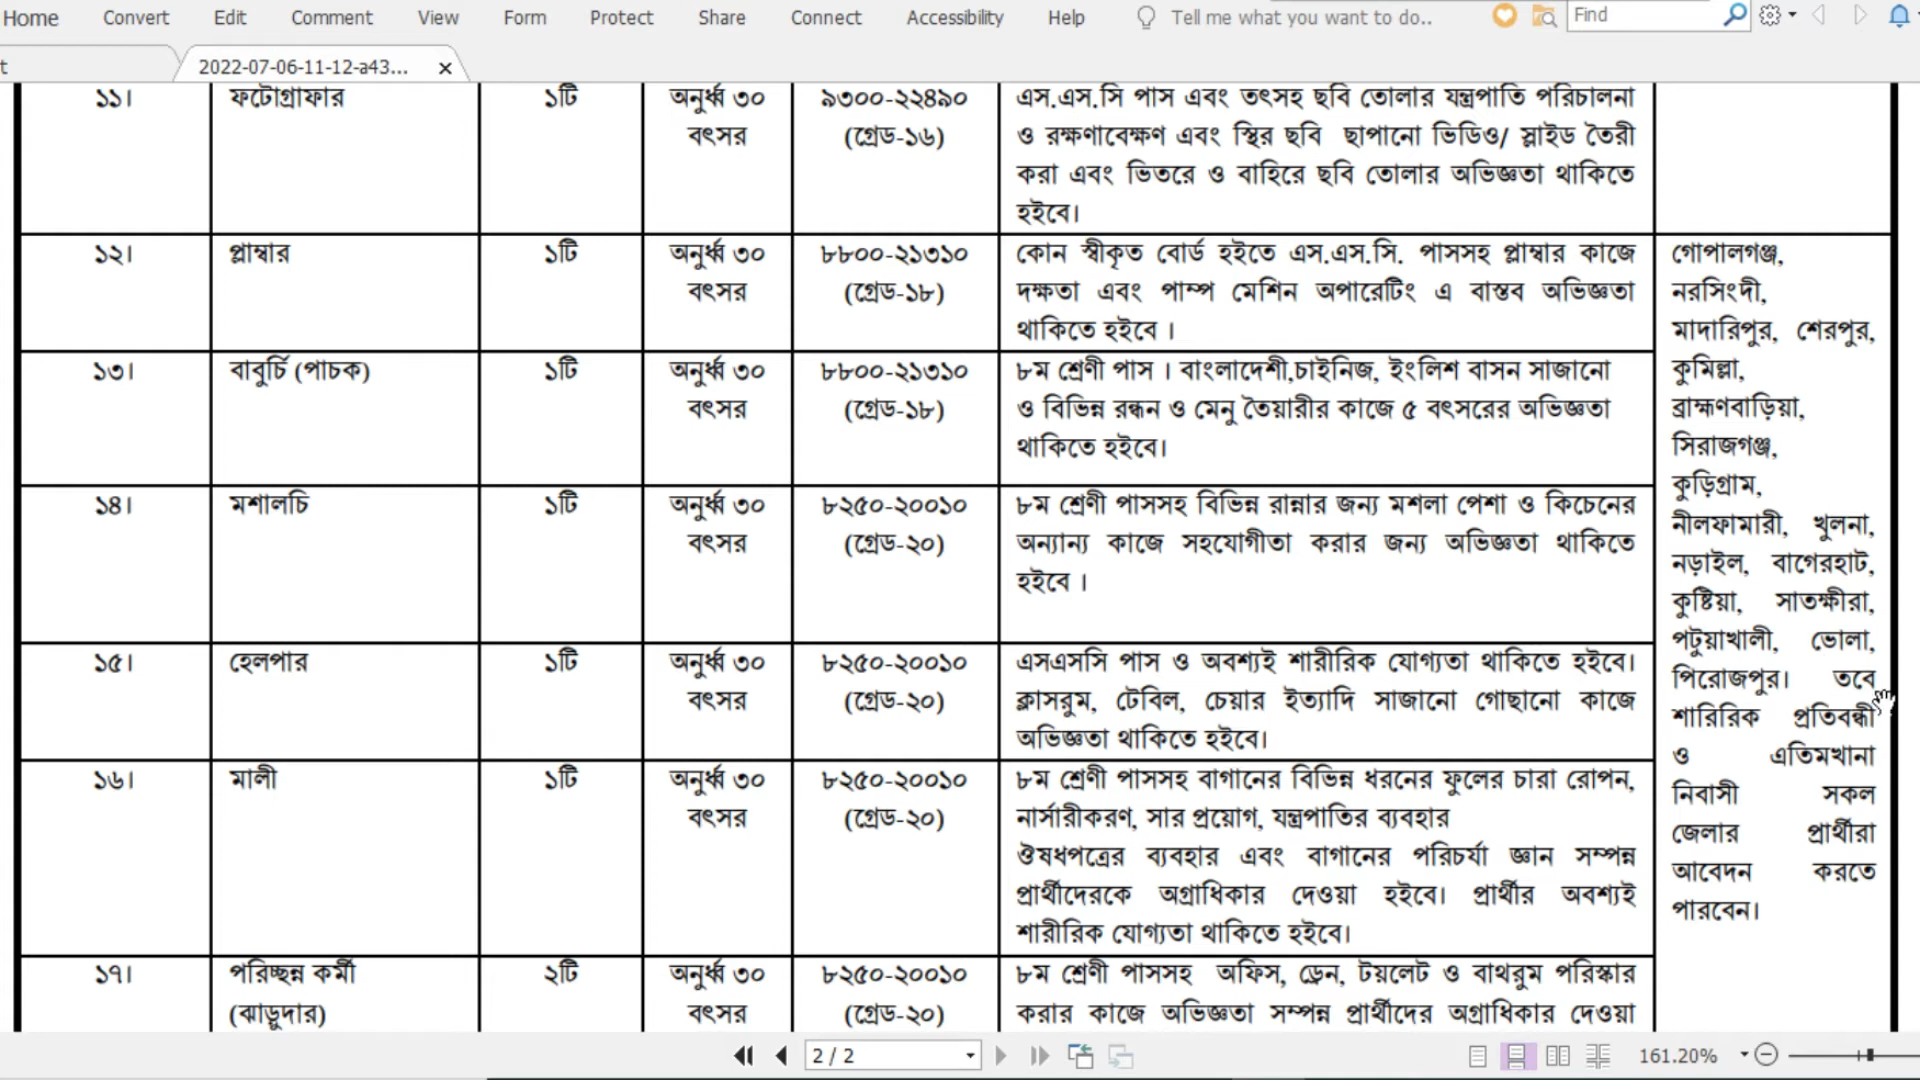 Home Convert Edit Comment View Form Protect Share Connect Accessibility Help Tell me what you want to do.. Find
t 2022-07-06-11-12-a43...
১১। ফটোগ্রাফার ১টি অনুর্ধ্ব ৩০ ৯৩০০-২২৪৯০ এস.এস.সি পাস এবং তৎসহ ছবি তোলার যন্ত্রপাতি পরিচালনা
বৎসর (গ্রেড-১৬) ও রক্ষণাবেক্ষণ এবং স্থির ছবি ছাপানো ভিডিও/ স্লাইড তৈরী
করা এবং ভিতরে ও বাহিরে ছবি তোলার অভিজ্ঞতা থাকিতে
হইবে।
১২। প্লাম্বার ১টি অনুর্ধ্ব ৩০ ৮৮০০-২১৩১০ কোন স্বীকৃত বোর্ড হইতে এস.এস.সি. পাসসহ প্লাম্বার কাজে গোপালগঞ্জ,
বৎসর (গ্রেড-১৮) দক্ষতা এবং পাম্প মেশিন অপারেটিং এ বাস্তব অভিজ্ঞতা নরসিংদী,
থাকিতে হইবে । মাদারিপুর, শেরপুর,
১৩। বাবুর্চি (পাচক) ১টি অনুর্ধ্ব ৩০ ৮৮০০-২১৩১০ ৮ম শ্রেণী পাস । বাংলাদেশী,চাইনিজ, ইংলিশ বাসন সাজানো কুমিল্লা,
বৎসর (গ্রেড-১৮) ও বিভিন্ন রন্ধন ও মেনু তৈয়ারীর কাজে ৫ বৎসরের অভিজ্ঞতা ব্রাহ্মণবাড়িয়া,
থাকিতে হইবে। সিরাজগঞ্জ,
কুড়িগ্রাম,
১৪। মশালচি ১টি অনুর্ধ্ব ৩০ ৮২৫০-২০০১০ ৮ম শ্রেণী পাসসহ বিভিন্ন রান্নার জন্য মশলা পেশা ও কিচেনের নীলফামারী, খুলনা,
বৎসর (গ্রেড-২০) অন্যান্য কাজে সহযোগীতা করার জন্য অভিজ্ঞতা থাকিতে নড়াইল, বাগেরহাট,
হইবে । কুষ্টিয়া, সাতক্ষীরা,
পটুয়াখালী, ভোলা,
১৫। হেলপার ১টি অনুর্ধ্ব ৩০ ৮২৫০-২০০১০ এসএসসি পাস ও অবশ্যই শারীরিক যোগ্যতা থাকিতে হইবে। পিরোজপুর। তবে
বৎসর (গ্রেড-২০) ক্লাসরুম, টেবিল, চেয়ার ইত্যাদি সাজানো গোছানো কাজে শারিরিক প্রতিবন্ধী
অভিজ্ঞতা থাকিতে হইবে। ও এতিমখানা
১৬। মালী ১টি অনুর্ধ্ব ৩০ ৮২৫০-২০০১০ ৮ম শ্রেণী পাসসহ বাগানের বিভিন্ন ধরনের ফুলের চারা রোপন, নিবাসী সকল
বৎসর (গ্রেড-২০) নার্সারীকরণ, সার প্রয়োগ, যন্ত্রপাতির ব্যবহার জেলার প্রার্থীরা
ঔষধপত্রের ব্যবহার এবং বাগানের পরিচর্যা জ্ঞান সম্পন্ন আবেদন করতে
প্রার্থীদেরকে অগ্রাধিকার দেওয়া হইবে। প্রার্থীর অবশ্যই পারবেন।
শারীরিক যোগ্যতা থাকিতে হইবে।
১৭। পরিচ্ছন্ন কর্মী ২টি অনুর্ধ্ব ৩০ ৮২৫০-২০০১০ ৮ম শ্রেণী পাসসহ অফিস, ড্রেন, টয়লেট ও বাথরুম পরিস্কার
(ঝাড়ুদার) বৎসর (গ্রেড-২০) করার কাজে অভিজ্ঞতা সম্পন্ন প্রার্থীদের অগ্রাধিকার দেওয়া
2 / 2 161.20%